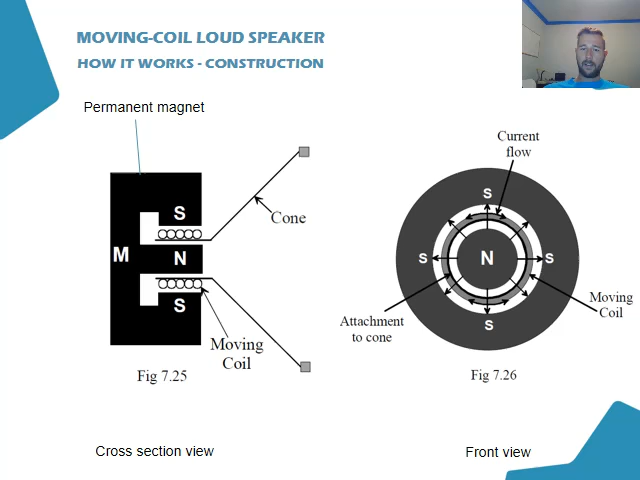 MOVING-COIL LOUD SPEAKER
HOW IT WORKS - CONSTRUCTION
Permanent magnet
S
M
N
S
Cone
Moving
Coil
Fig 7.25
Cross section view
Current
flow
S
S
N
S
S
Attachment
to cone
Moving
Coil
Fig 7.26
Front view